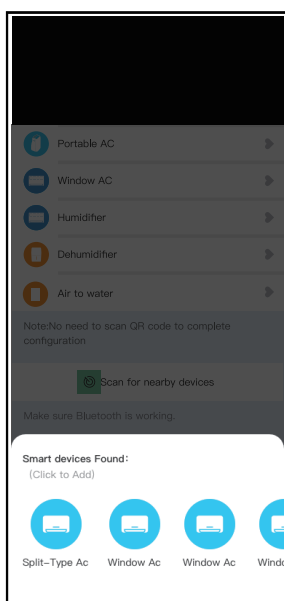 Portable AC
Window AC
Humidifier
Dehumidifier
Air to water
Note:No need to scan QR code to complete
configuration
Scan for nearby devices
Make sure Bluetooth is working.
Smart devices Found:
(Click to Add)
Split-Type Ac Window Ac Window Ac Windo